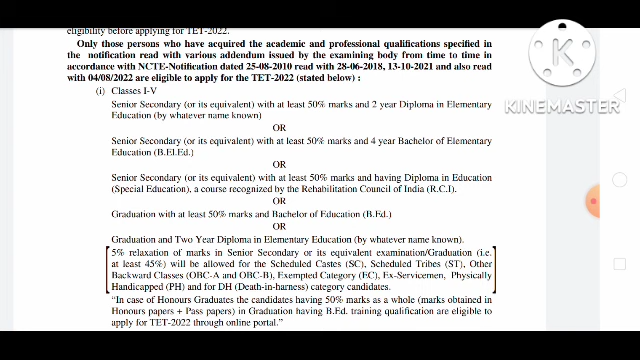 eligibility before applying for TET-2022.
Only those persons who have acquired the academic and professional qualifications specified in
the notification read with various addendum issued by the examining body from time to time in
accordance with NCTE-Notification dated 25-08-2010 read with 28-06-2018, 13-10-2021 and also read
with 04/08/2022 are eligible to apply for the TET-2022 (stated below) :
(i) Classes I-V
Senior Secondary (or its equivalent) with at least 50% marks and 2 year Diploma in Elementary
Education (by whatever name known)
OR
Senior Secondary (or its equivalent) with at least 50% marks and 4 year Bachelor of Elementary
Education (B.El.Ed.)
OR
Senior Secondary (or its equivalent) with at least 50% marks and having Diploma in Education
(Special Education), a course recognized by the Rehabilitation Council of India (R.C.I).
OR
Graduation with at least 50% marks and Bachelor of Education (B.Ed.)
OR
Graduation and Two Year Diploma in Elementary Education (by whatever name known).
5% relaxation of marks in Senior Secondary or its equivalent examination/Graduation (i.e.
at least 45%) will be allowed for the Scheduled Castes (SC), Scheduled Tribes (ST), Other
Backward Classes (OBC-A and OBC-B), Exempted Category (EC), Ex-Servicemen, Physically
Handicapped (PH) and for DH (Death-in-harness) category candidates.
"In case of Honours Graduates the candidates having 50% marks as a whole (marks obtained in
Honours papers + Pass papers) in Graduation having B.Ed. training qualification are eligible to
apply for TET-2022 through online portal."
K
KINEMASTER